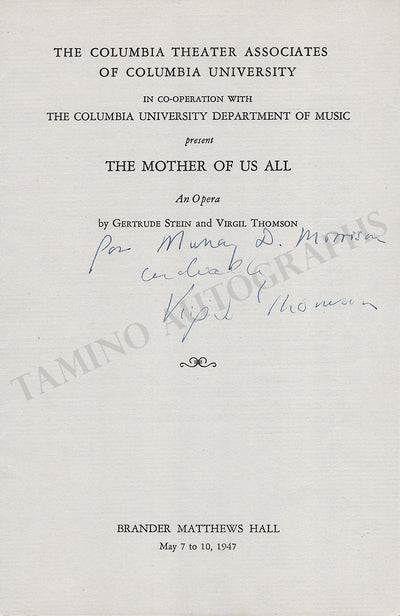 THE COLUMBIA THEATER ASSOCIATES
OF COLUMBIA UNIVERSITY
IN CO-OPERATION WITH
THE COLUMBIA UNIVERSITY DEPARTMENT OF MUSIC
present
THE MOTHER OF US ALL
An Opera
by GERTRUDE STEIN and VIRGIL THOMSON
for Murray D. Morrison
cordially
Virgil Thomson
TAMINO AUTOGRAPHS
BRANDER MATTHEWS HALL
May 7 to 10, 1947